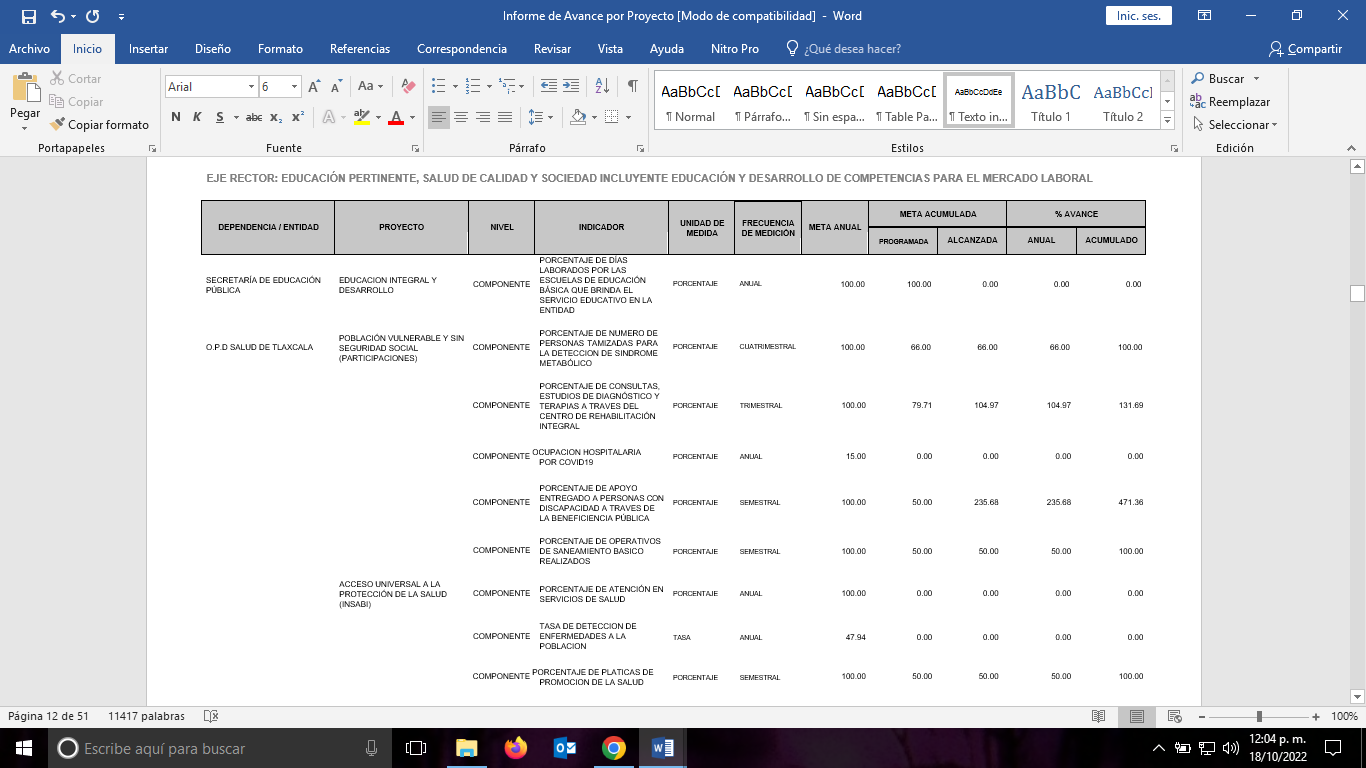 Informe de Avance por Proyecto [Modo de compatibilidad] - Word
Inic. ses.
Archivo Inicio Insertar Diseño Formato Referencias Correspondencia Revisar Vista Ayuda Nitro Pro ¿Qué desea hacer? Compartir
Pegar
Cortar
Copiar
Copiar formato
Portapapeles
Arial 6
Aa
N K S abc x₂ x² A A
Fuente
Párrafo
AaBbCcD AaBbCcD AaBbCcD AaBbCcD AaBbCcDdEe AaBbC AaBbCcI
¶ Normal ¶ Párrafo... ¶ Sin espa... ¶ Table Pa... ¶ Texto in... Título 1 Título 2
Estilos
Buscar
Reemplazar
Seleccionar
Edición
EJE RECTOR: EDUCACIÓN PERTINENTE, SALUD DE CALIDAD Y SOCIEDAD INCLUYENTE EDUCACIÓN Y DESARROLLO DE COMPETENCIAS PARA EL MERCADO LABORAL
DEPENDENCIA / ENTIDAD
PROYECTO
NIVEL
INDICADOR
UNIDAD DE
MEDIDA
FRECUENCIA
DE MEDICIÓN
META ANUAL
META ACUMULADA
PROGRAMADA ALCANZADA
% AVANCE
ANUAL ACUMULADO
SECRETARÍA DE EDUCACIÓN
PÚBLICA
EDUCACION INTEGRAL Y
DESARROLLO
COMPONENTE
PORCENTAJE DE DÍAS
LABORADOS POR LAS
ESCUELAS DE EDUCACIÓN
BÁSICA QUE BRINDA EL
SERVICIO EDUCATIVO EN LA
ENTIDAD
PORCENTAJE ANUAL 100.00 100.00 0.00 0.00 0.00
O.P.D SALUD DE TLAXCALA
POBLACIÓN VULNERABLE Y SIN
SEGURIDAD SOCIAL
(PARTICIPACIONES)
COMPONENTE
PORCENTAJE DE NUMERO DE
PERSONAS TAMIZADAS PARA
LA DETECCION DE SINDROME
METABÓLICO
PORCENTAJE CUATRIMESTRAL 100.00 66.00 66.00 66.00 100.00
COMPONENTE
PORCENTAJE DE CONSULTAS,
ESTUDIOS DE DIAGNÓSTICO Y
TERAPIAS A TRAVES DEL
CENTRO DE REHABILITACIÓN
INTEGRAL
PORCENTAJE TRIMESTRAL 100.00 79.71 104.97 104.97 131.69
COMPONENTE
OCUPACION HOSPITALARIA
POR COVID19
PORCENTAJE ANUAL 15.00 0.00 0.00 0.00 0.00
COMPONENTE
PORCENTAJE DE APOYO
ENTREGADO A PERSONAS CON
DISCAPACIDAD A TRAVES DE
LA BENEFICIENCIA PÚBLICA
PORCENTAJE SEMESTRAL 100.00 50.00 235.68 235.68 471.36
COMPONENTE
PORCENTAJE DE OPERATIVOS
DE SANEAMIENTO BASICO
REALIZADOS
PORCENTAJE SEMESTRAL 100.00 50.00 50.00 50.00 100.00
ACCESO UNIVERSAL A LA
PROTECCIÓN DE LA SALUD
(INSABI)
COMPONENTE
PORCENTAJE DE ATENCIÓN EN
SERVICIOS DE SALUD
PORCENTAJE ANUAL 100.00 0.00 0.00 0.00 0.00
COMPONENTE
TASA DE DETECCION DE
ENFERMEDADES A LA
POBLACION
TASA ANUAL 47.94 0.00 0.00 0.00 0.00
COMPONENTE
PORCENTAJE DE PLATICAS DE
PROMOCION DE LA SALUD
PORCENTAJE SEMESTRAL 100.00 50.00 50.00 50.00 100.00
Página 12 de 51 11417 palabras
100%
Escribe aquí para buscar
12:04 p. m.
18/10/2022